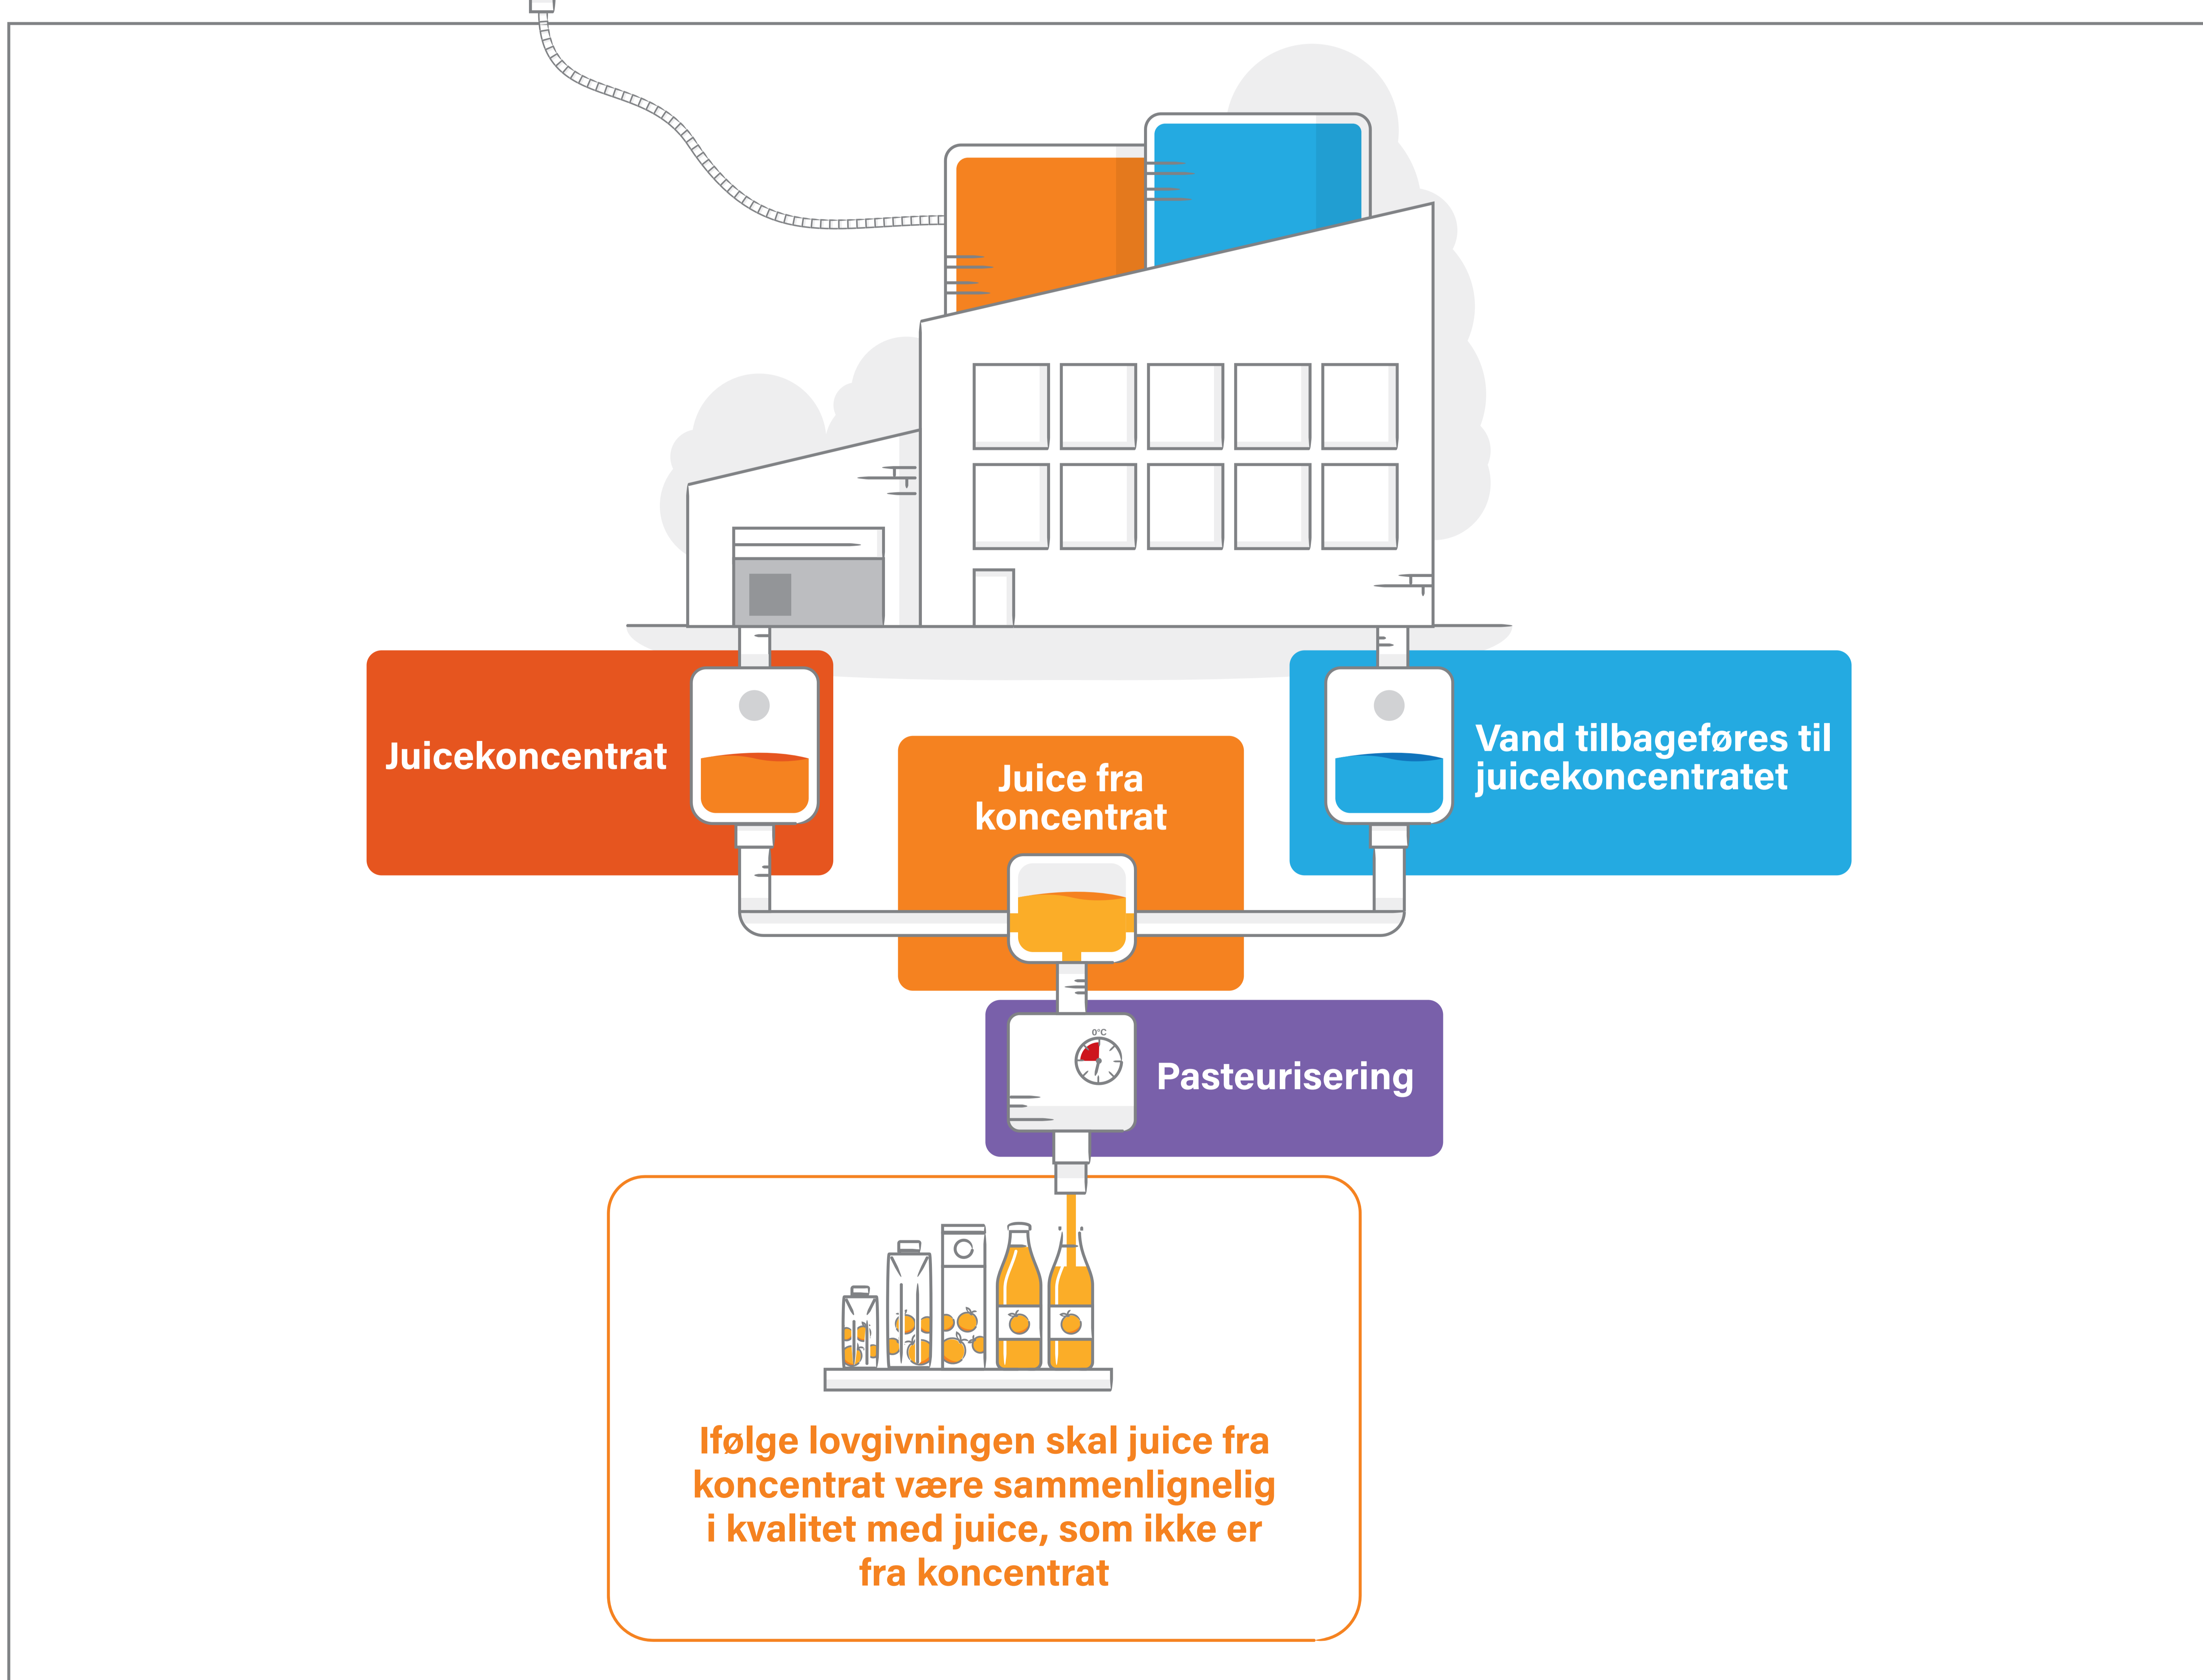 Juicekoncentrat
Vand tilbageføres til
juicekoncentratet
Juice fra
koncentrat
0°C
Pasteurisering
Ifølge lovgivningen skal juice fra
koncentrat være sammenlignelig
i kvalitet med juice, som ikke er
fra koncentrat